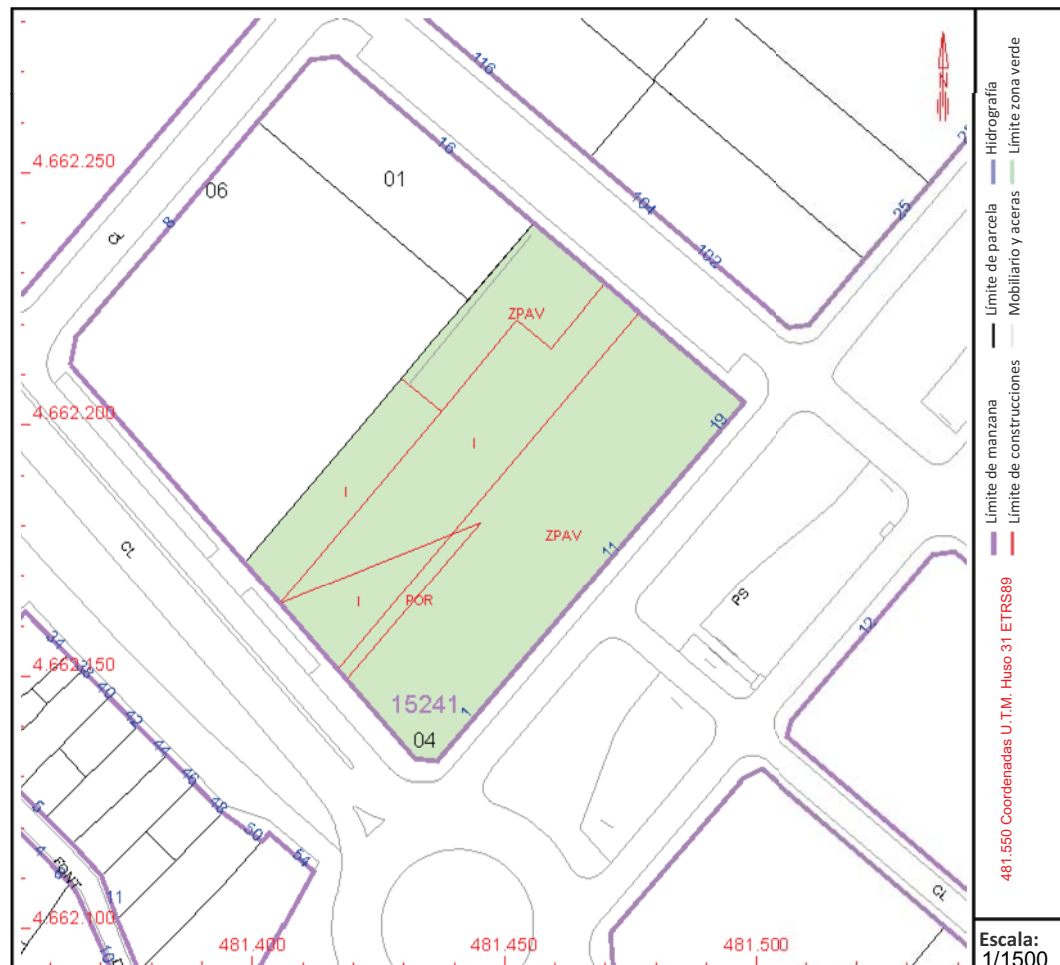 116
N
4.662.250
16
01
06
8
CL
104
102
25
ZPAV
4.662.200
19
I
I
ZPAV
11
CL
I
POR
PS
12
34
4.662.150
38
40
15241
1
42
04
44
46
48
50
54
5
4
6
FONT
11
10
CL
4.662.100
481.400
481.450
481.500
Hidrografía
Límite zona verde
Límite de parcela
Mobiliario y aceras
Límite de manzana
Límite de construcciones
481.550 Coordenadas U.T.M. Huso 31 ETRS89
Escala:
1/1500